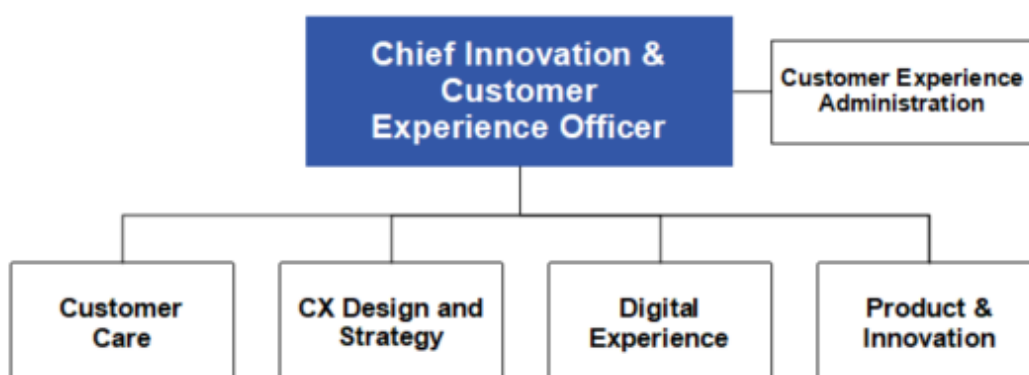 Chief Innovation &
Customer
Experience Officer
Customer Experience
Administration
Customer
Care
CX Design and
Strategy
Digital
Experience
Product &
Innovation